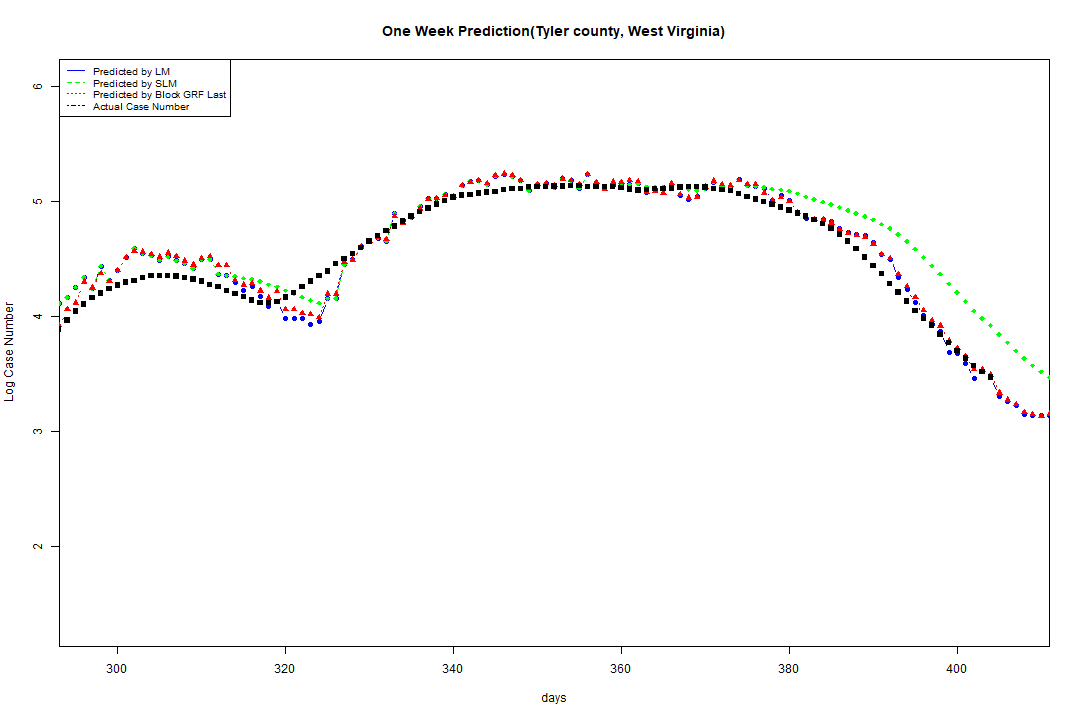 One Week Prediction(Tyler county, West Virginia)
Predicted by LM
Predicted by SLM
Predicted by Block GRF Last
Actual Case Number
6
5
4
3
2
Log Case Number
300 320 340 360 380 400
days